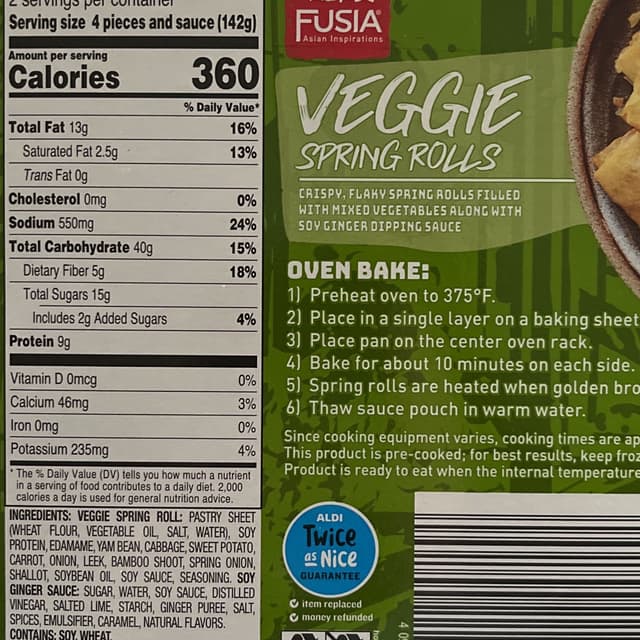 2 servings per container
Serving size 4 pieces and sauce (142g)
Amount per serving
Calories 360
% Daily Value*
Total Fat 13g 16%
Saturated Fat 2.5g 13%
Trans Fat 0g
Cholesterol 0mg 0%
Sodium 550mg 24%
Total Carbohydrate 40g 15%
Dietary Fiber 5g 18%
Total Sugars 15g
Includes 2g Added Sugars 4%
Protein 9g
Vitamin D 0mcg 0%
Calcium 46mg 3%
Iron 0mg 0%
Potassium 235mg 4%
* The % Daily Value (DV) tells you how much a nutrient
in a serving of food contributes to a daily diet. 2,000
calories a day is used for general nutrition advice.
INGREDIENTS: VEGGIE SPRING ROLL: PASTRY SHEET
(WHEAT FLOUR, VEGETABLE OIL, SALT, WATER), SOY
PROTEIN, EDAMAME, YAM BEAN, CABBAGE, SWEET POTATO,
CARROT, ONION, LEEK, BAMBOO SHOOT, SPRING ONION,
SHALLOT, SOYBEAN OIL, SOY SAUCE, SEASONING. SOY
GINGER SAUCE: SUGAR, WATER, SOY SAUCE, DISTILLED
VINEGAR, SALTED LIME, STARCH, GINGER PUREE, SALT,
SPICES, EMULSIFIER, CARAMEL, NATURAL FLAVORS.
CONTAINS: SOY, WHEAT.
FUSIA
Asian Inspirations
VEGGIE
SPRING ROLLS
CRISPY, FLAKY SPRING ROLLS FILLED
WITH MIXED VEGETABLES ALONG WITH
SOY GINGER DIPPING SAUCE
OVEN BAKE:
1) Preheat oven to 375°F.
2) Place in a single layer on a baking sheet
3) Place pan on the center oven rack.
4) Bake for about 10 minutes on each side.
5) Spring rolls are heated when golden bro
6) Thaw sauce pouch in warm water.
Since cooking equipment varies, cooking times are ap
This product is pre-cooked; for best results, keep froz
Product is ready to eat when the internal temperature
ALDI
Twice
as Nice
GUARANTEE
item replaced
money refunded